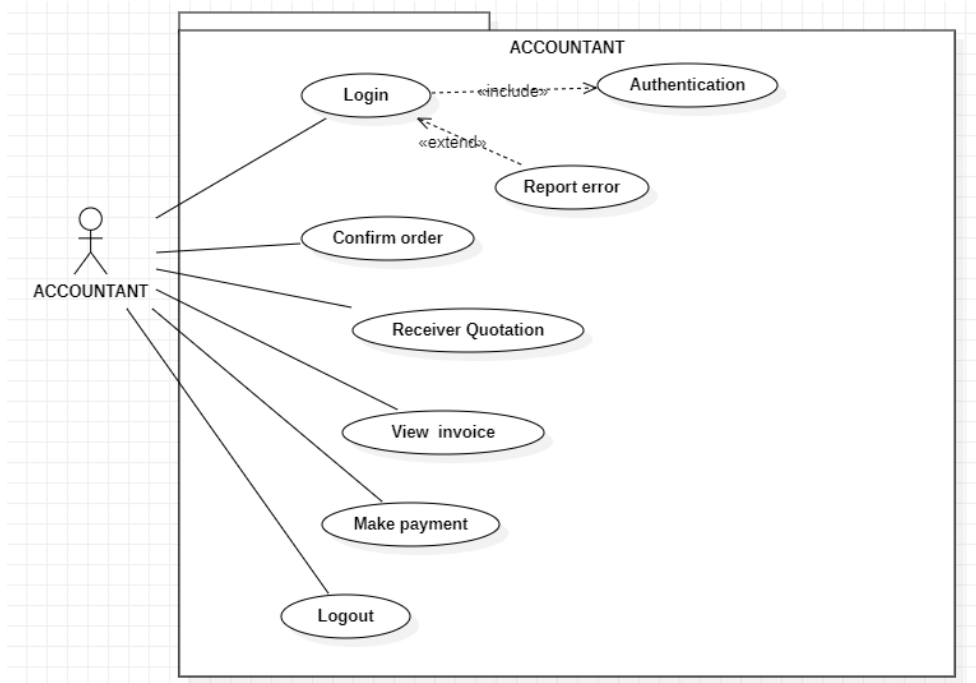 ACCOUNTANT
Login
«include»
Authentication
«extend»
Report error
Confirm order
ACCOUNTANT
Receiver Quotation
View  invoice
Make payment
Logout